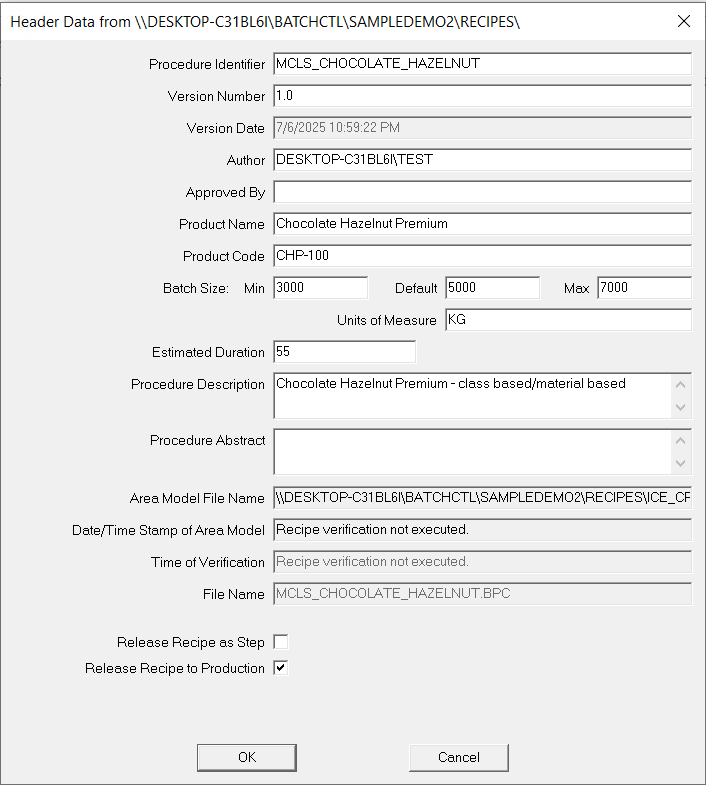 Header Data from \\DESKTOP-C31BL6I\BATCHCTL\SAMPLEDEMO2\RECIPES\
Procedure Identifier MCLS_CHOCOLATE_HAZELNUT
Version Number 1.0
Version Date 7/6/2025 10:59:22 PM
Author DESKTOP-C31BL6I\TEST
Approved By
Product Name Chocolate Hazelnut Premium
Product Code CHP-100
Batch Size: Min 3000 Default 5000 Max 7000
Units of Measure KG
Estimated Duration 55
Procedure Description Chocolate Hazelnut Premium - class based/material based
Procedure Abstract
Area Model File Name \\DESKTOP-C31BL6I\BATCHCTL\SAMPLEDEMO2\RECIPES\ICE_CR
Date/Time Stamp of Area Model Recipe verification not executed.
Time of Verification Recipe verification not executed.
File Name MCLS_CHOCOLATE_HAZELNUT.BPC
Release Recipe as Step
Release Recipe to Production
OK Cancel